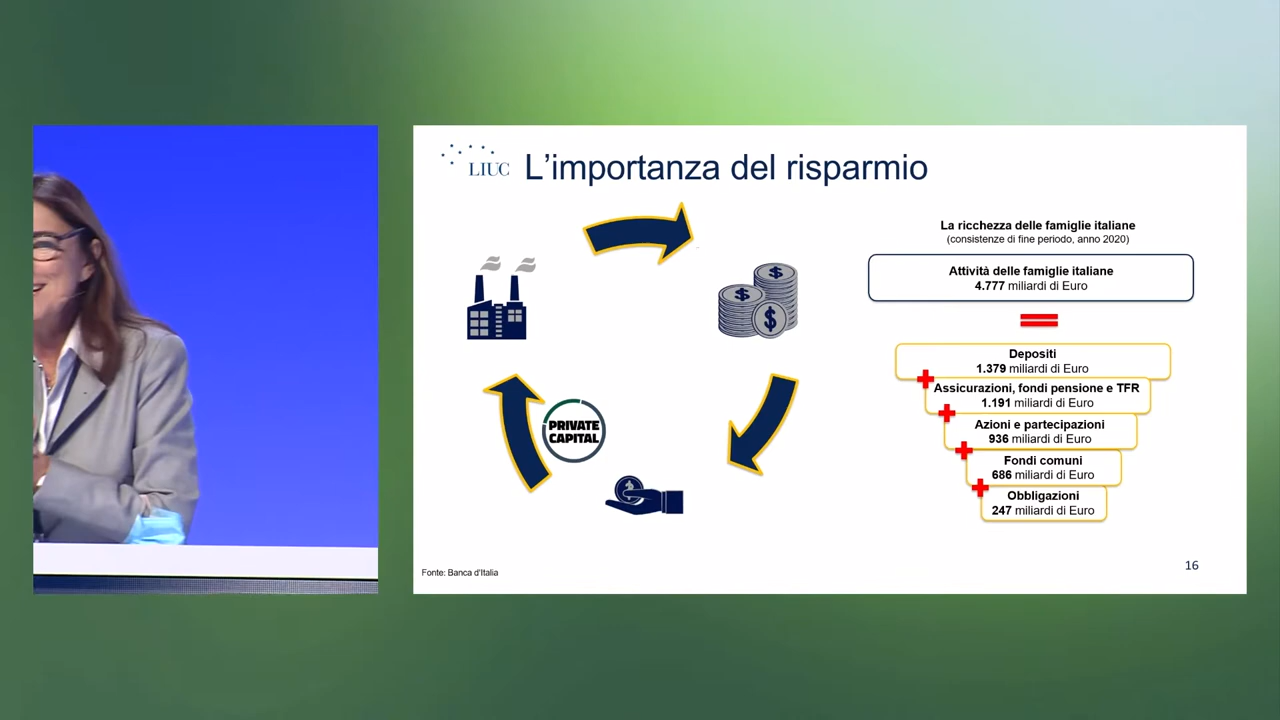 LIUC
L'importanza del risparmio
La ricchezza delle famiglie italiane
(consistenze di fine periodo, anno 2020)
Attività delle famiglie italiane
4.777 miliardi di Euro
Depositi
1.379 miliardi di Euro
Assicurazioni, fondi pensione e TFR
1.191 miliardi di Euro
Azioni e partecipazioni
936 miliardi di Euro
Fondi comuni
686 miliardi di Euro
Obbligazioni
247 miliardi di Euro
PRIVATE
CAPITAL
Fonte: Banca d'Italia
16